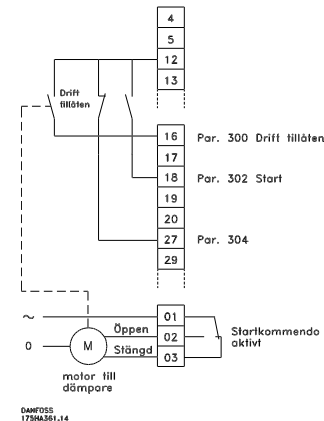 4
5
12
13
Drift
tillåten
16
Par. 300 Drift tillåten
17
18
Par. 302 Start
19
20
27
Par. 304
29
~
01
Öppen
02
Startkommendo
aktivt
0
M
Stängd
03
motor till
dämpare
DANFOSS
175HA361.14